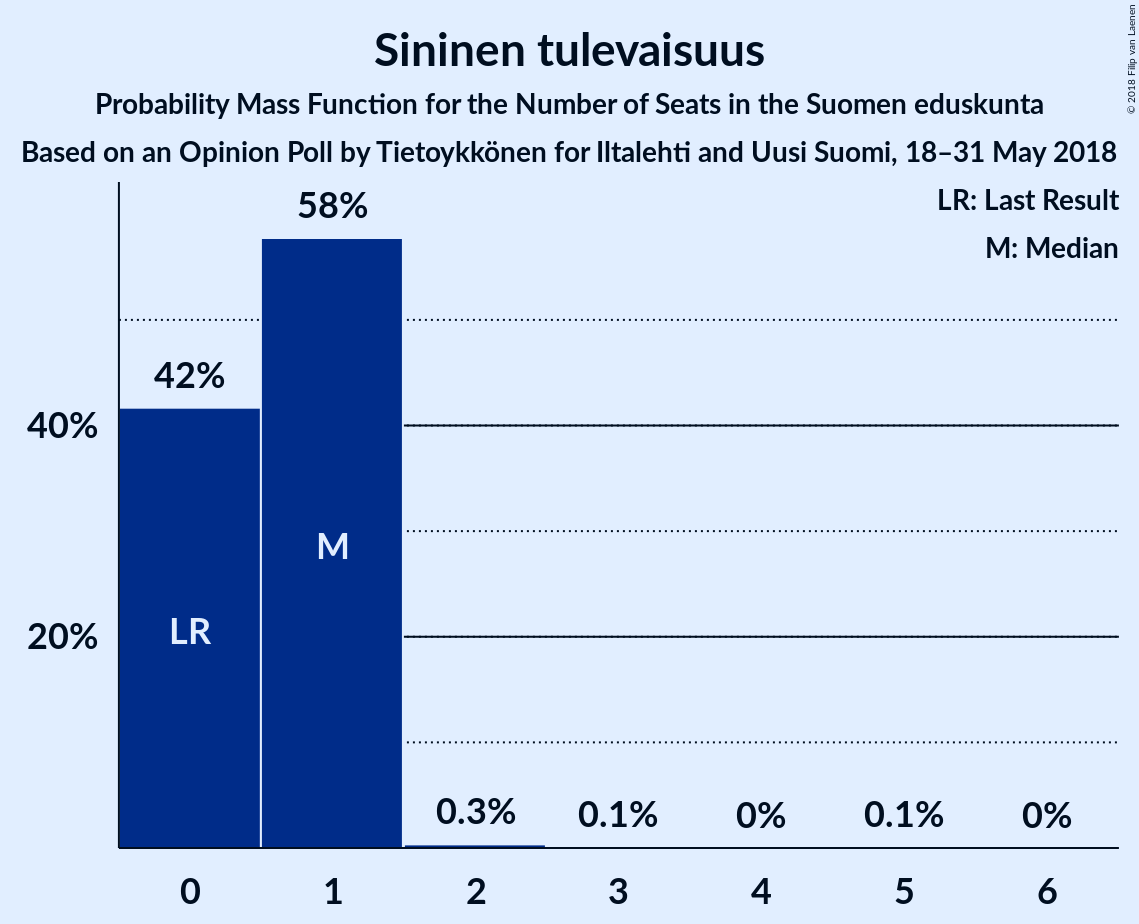 Sininen tulevaisuus
Probability Mass Function for the Number of Seats in the Suomen eduskunta
Based on an Opinion Poll by Tietoykkönen for Iltalehti and Uusi Suomi, 18–31 May 2018
© 2018 Filip van Laenen
LR: Last Result
M: Median
58%
42%
40%
M
LR
20%
0.3%
0.1%
0%
0.1%
0%
0 1 2 3 4 5 6